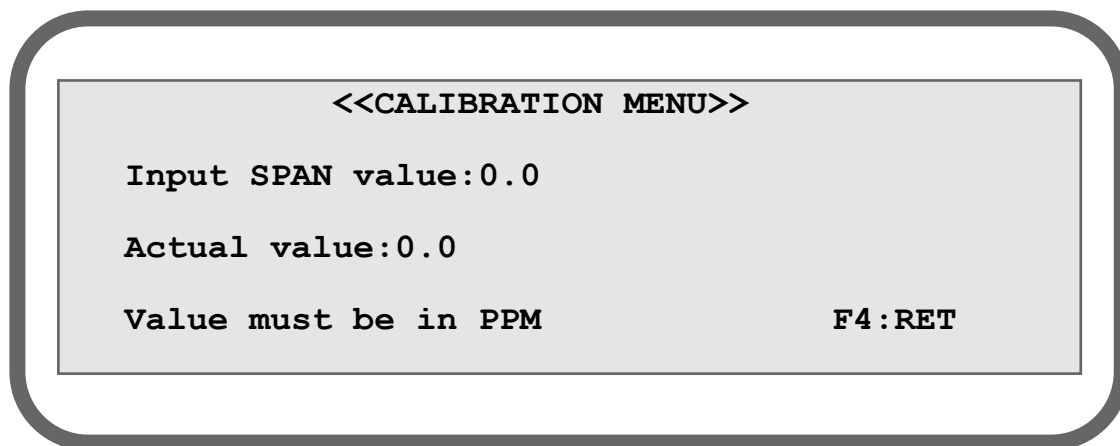 <<CALIBRATION MENU>>
Input SPAN value:0.0
Actual value:0.0
Value must be in PPM F4:RET